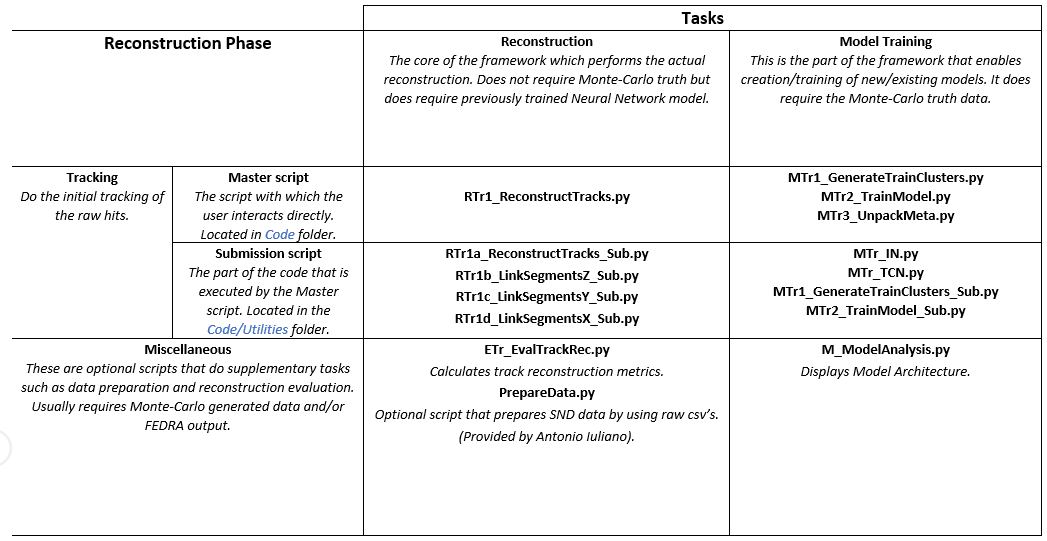 Tasks
Reconstruction Phase
Reconstruction
The core of the framework which performs the actual
reconstruction. Does not require Monte-Carlo truth but
does require previously trained Neural Network model.
Model Training
This is the part of the framework that enables
creation/training of new/existing models. It does
require the Monte-Carlo truth data.
Tracking
Do the initial tracking of
the raw hits.
Master script
The script with which the
user interacts directly.
Located in Code folder.
RTr1_ReconstructTracks.py
MTr1_GenerateTrainClusters.py
MTr2_TrainModel.py
MTr3_UnpackMeta.py
Submission script
The part of the code that is
executed by the Master
script. Located in the
Code/Utilities folder.
RTr1a_ReconstructTracks_Sub.py
RTr1b_LinkSegmentsZ_Sub.py
RTr1c_LinkSegmentsY_Sub.py
RTr1d_LinkSegmentsX_Sub.py
MTr_IN.py
MTr_TCN.py
MTr1_GenerateTrainClusters_Sub.py
MTr2_TrainModel_Sub.py
Miscellaneous
These are optional scripts that do supplementary tasks
such as data preparation and reconstruction evaluation.
Usually requires Monte-Carlo generated data and/or
FEDRA output.
ETr_EvalTrackRec.py
Calculates track reconstruction metrics.
PrepareData.py
Optional script that prepares SND data by using raw csv's.
(Provided by Antonio Iuliano).
M_ModelAnalysis.py
Displays Model Architecture.